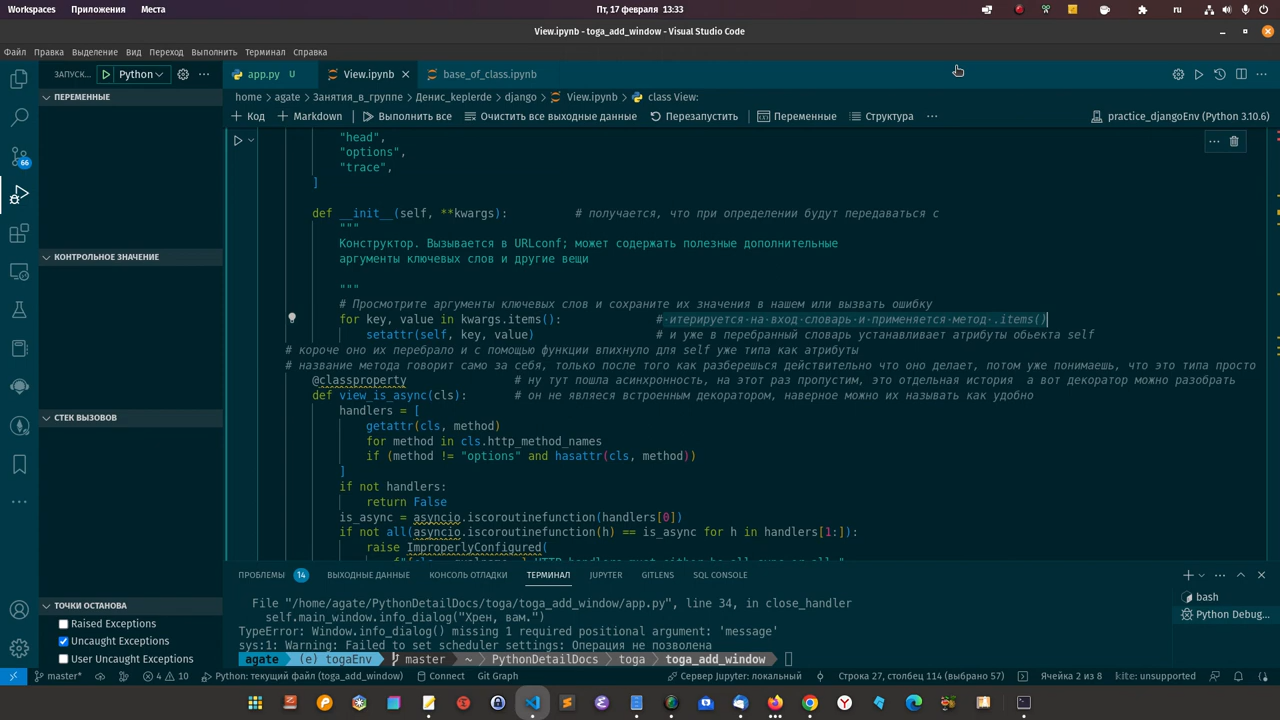 Workspaces Приложения Места Пт, 17 февраля 13:33 ru
View.ipynb - toga_add_window - Visual Studio Code
Файл Правка Выделение Вид Переход Выполнить Терминал Справка
ЗАПУСК... Python app.py U View.ipynb base_of_class.ipynb
ПЕРЕМЕННЫЕ
home agate Занятия_в_группе Денис_keplerde django View.ipynb class View:
Код Markdown Выполнить все Очистить все выходные данные Перезапустить Переменные Структура practice_djangoEnv (Python 3.10.6)
"head",
"options",
"trace",
]
def __init__(self, **kwargs): # получается, что при определении будут передаваться с
"""
Конструктор. Вызывается в URLconf; может содержать полезные дополнительные
аргументы ключевых слов и другие вещи
"""
# Просмотрите аргументы ключевых слов и сохраните их значения в нашем или вызвать ошибку
for key, value in kwargs.items(): # итерируется на вход словарь и применяется метод .items()
setattr(self, key, value) # и уже в перебранный словарь устанавливает атрибуты обьекта self
# короче оно их перебрало и с помощью функции впихнуло для self уже типа как атрибуты
# название метода говорит само за себя, только после того как разберешься действительно что оно делает, потом уже понимаешь, что это типа просто
@classproperty # ну тут пошла асинхронность, на этот раз пропустим, это отдельная история а вот декоратор можно разобрать
def view_is_async(cls): # он не являеся встроенным декоратором, наверное можно их называть как удобно
handlers = [
getattr(cls, method)
for method in cls.http_method_names
if (method != "options" and hasattr(cls, method))
]
if not handlers:
return False
is_async = asyncio.iscoroutinefunction(handlers[0])
if not all(asyncio.iscoroutinefunction(h) == is_async for h in handlers[1:]):
raise ImproperlyConfigured(
КОНТРОЛЬНОЕ ЗНАЧЕНИЕ
СТЕК ВЫЗОВОВ
66
ТОЧКИ ОСТАНОВА
Raised Exceptions
Uncaught Exceptions
User Uncaught Exceptions
ПРОБЛЕМЫ 14 ВЫХОДНЫЕ ДАННЫЕ КОНСОЛЬ ОТЛАДКИ ТЕРМИНАЛ JUPYTER GITLENS SQL CONSOLE
File "/home/agate/PythonDetailDocs/toga/toga_add_window/app.py", line 34, in close_handler
self.main_window.info_dialog("Хрен, вам.")
TypeError: Window.info_dialog() missing 1 required positional argument: 'message'
sys:1: Warning: Failed to set scheduler settings: Операция не позволена
agate (e) togaEnv master ~ PythonDetailDocs toga toga_add_window
bash
Python Debug...
master* 4 10 Python: текущий файл (toga_add_window) Connect Git Graph Сервер Jupyter: локальный Строка 27, столбец 114 (выбрано 57) Ячейка 2 из 8 kite: unsupported